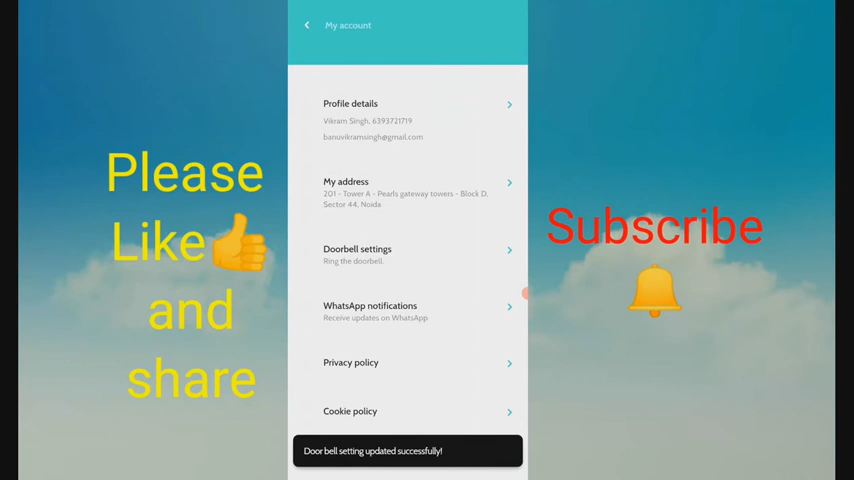 My account
Profile details
Vikram Singh, 6393721719
banuvikramsingh@gmail.com
My address
201 - Tower A - Pearls gateway towers - Block D,
Sector 44, Noida
Doorbell settings
Ring the doorbell.
WhatsApp notifications
Receive updates on WhatsApp
Privacy policy
Cookie policy
Door bell setting updated successfully!
Please
Like👍
and
share
Subscribe
🔔